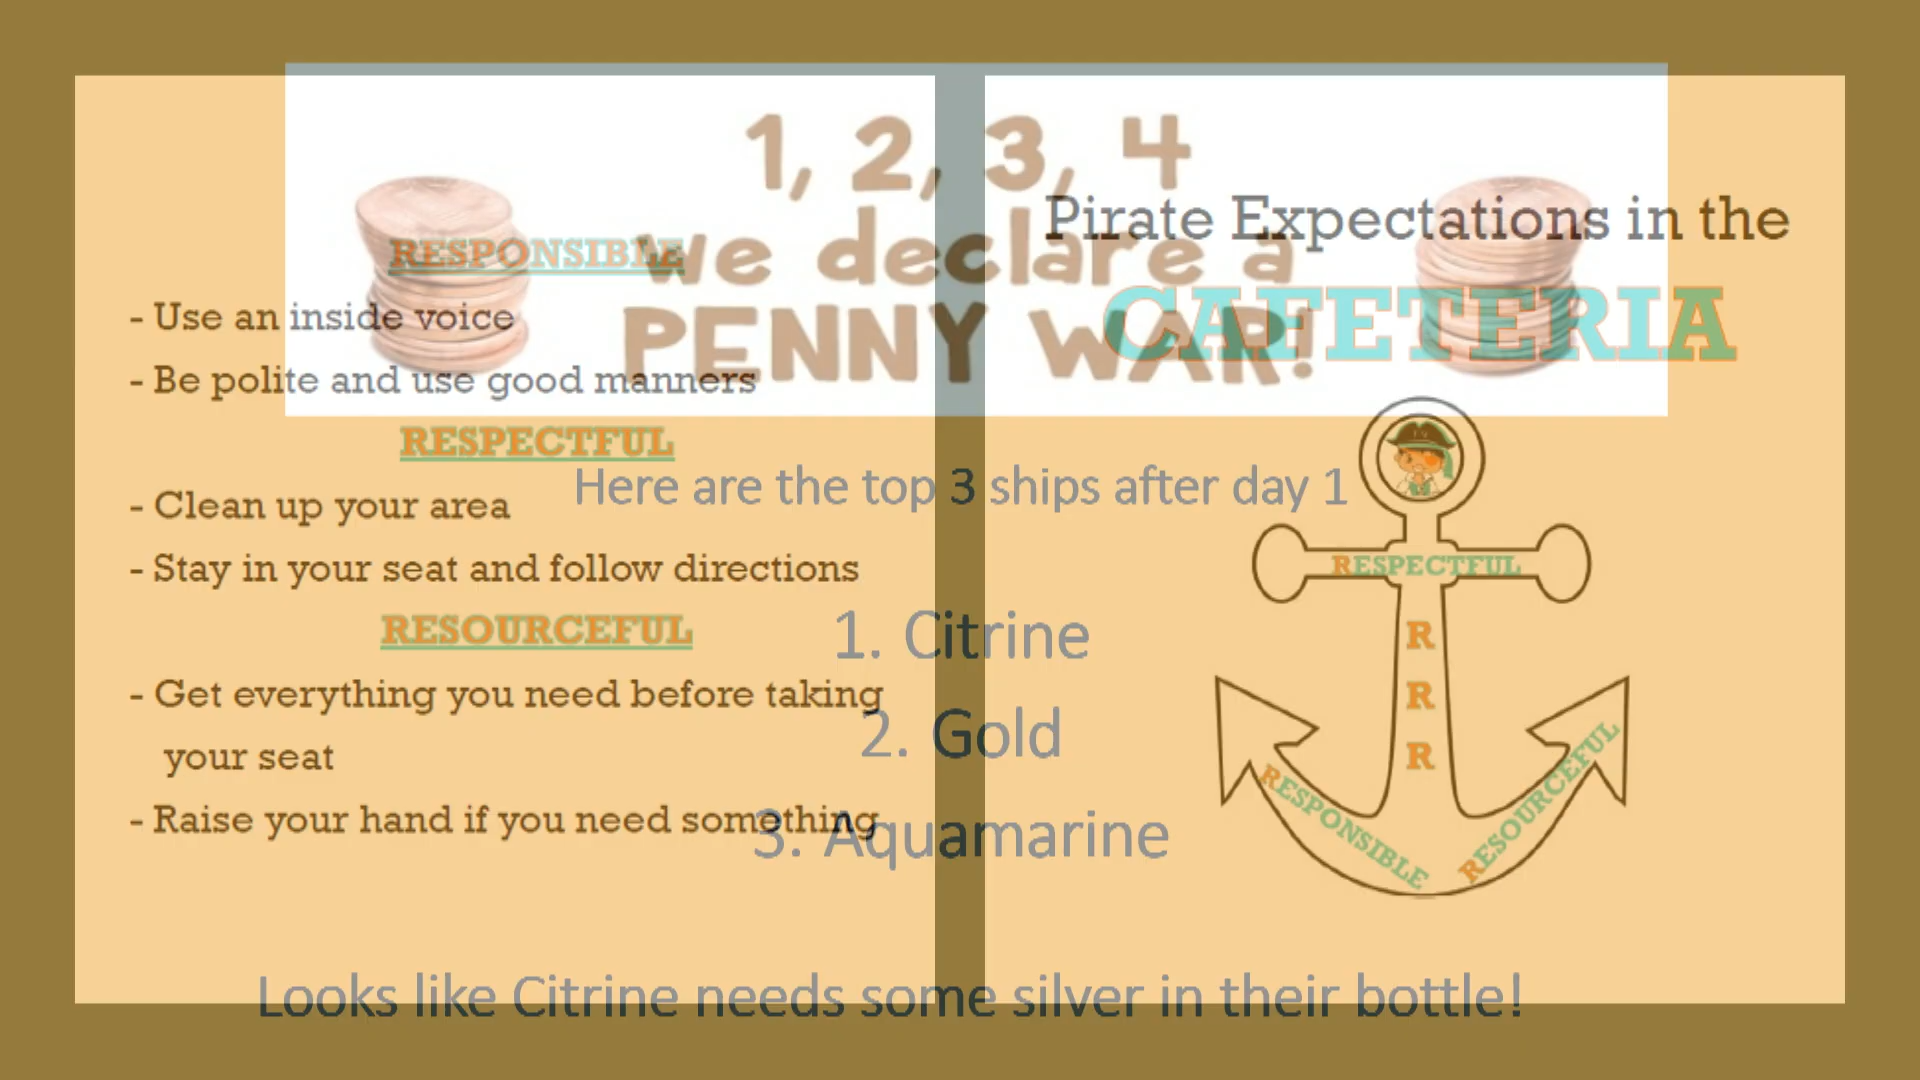 1, 2, 3, 4
we declare a
PENNY WAR!
Here are the top 3 ships after day 1
1. Citrine
2. Gold
3. Aquamarine
Looks like Citrine needs some silver in their bottle!
RESPONSIBLE
- Use an inside voice
- Be polite and use good manners
RESPECTFUL
- Clean up your area
- Stay in your seat and follow directions
RESOURCEFUL
- Get everything you need before taking
your seat
- Raise your hand if you need something
Pirate Expectations in the
CAFETERIA
RESPECTFUL
R
R
R
RESPONSIBLE
RESOURCEFUL